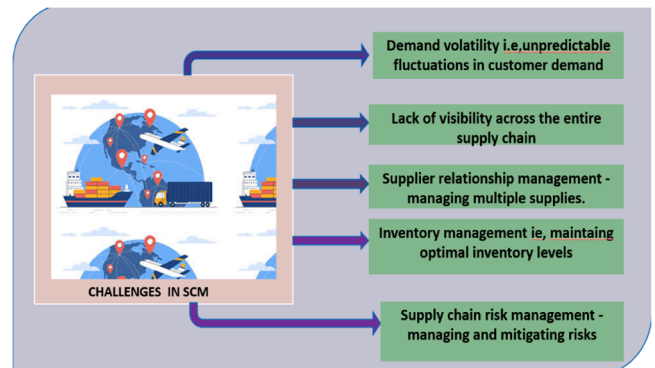 Demand volatility i.e,unpredictable
fluctuations in customer demand
Lack of visibility across the entire
supply chain
Supplier relationship management -
managing multiple supplies.
Inventory management ie, maintaing
optimal inventory levels
CHALLENGES IN SCM
Supply chain risk management -
managing and mitigating risks